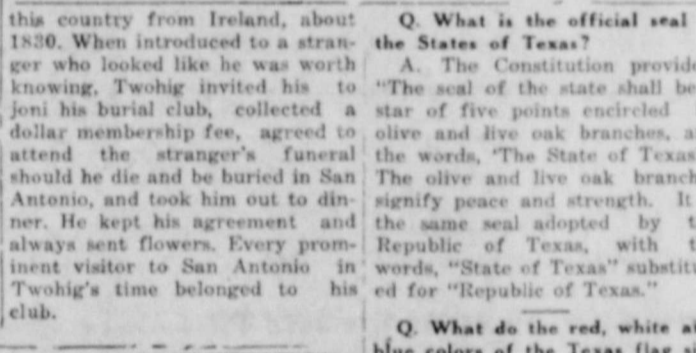 this country from Ireland, about
1830. When introduced to a stran-
ger who looked like he was worth
knowing, Twohig invited his to
joni his burial club, collected a
dollar membership fee, agreed to
attend the stranger's funeral
should he die and be buried in San
Antonio, and took him out to din-
ner. He kept his agreement and
always sent flowers. Every prom-
inent visitor to San Antonio in
Twohig's time belonged to his
club.
Q. What is the official seal
the States of Texas?
A. The Constitution provide
"The seal of the state shall be
star of five points encircled
olive and live oak branches, a
the words, 'The State of Texas
The olive and live oak branch
signify peace and strength. It
the same seal adopted by t
Republic of Texas, with t
words, "State of Texas" substitu
ed for "Republic of Texas."
Q. What do the red, white a
blue colors of the Texas flag